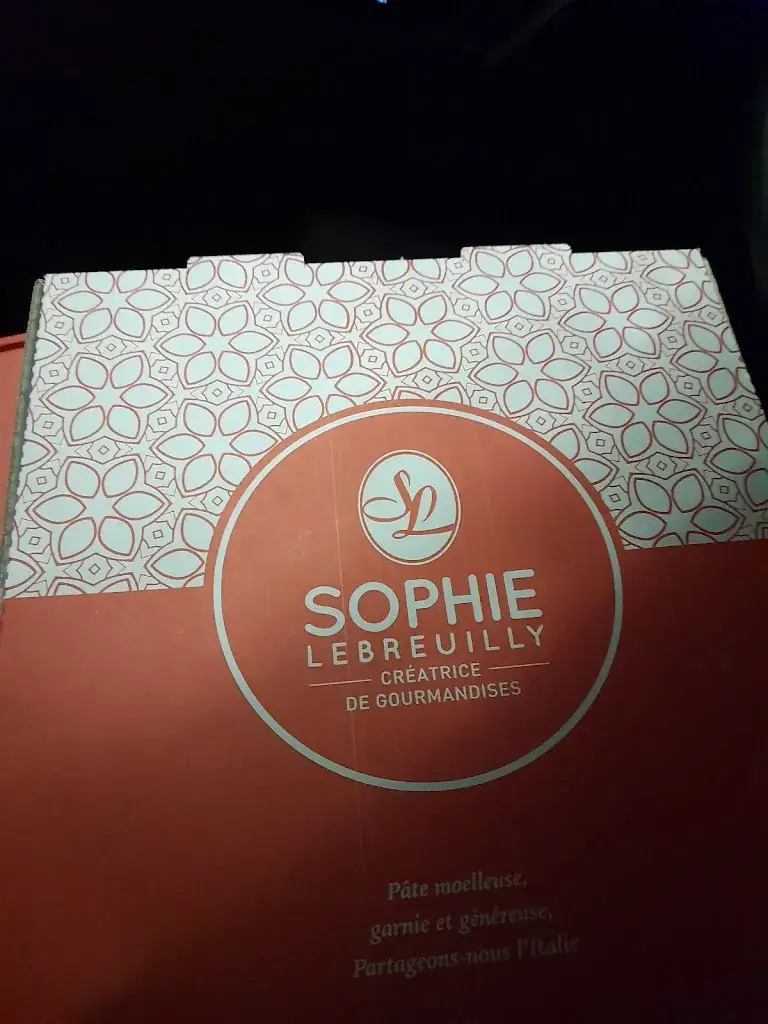 SL
SOPHIE
LEBREUILLY
CRÉATRICE
DE GOURMANDISES
Pâte moelleuse,
garnie et généreuse,
Partageons-nous l'Italie